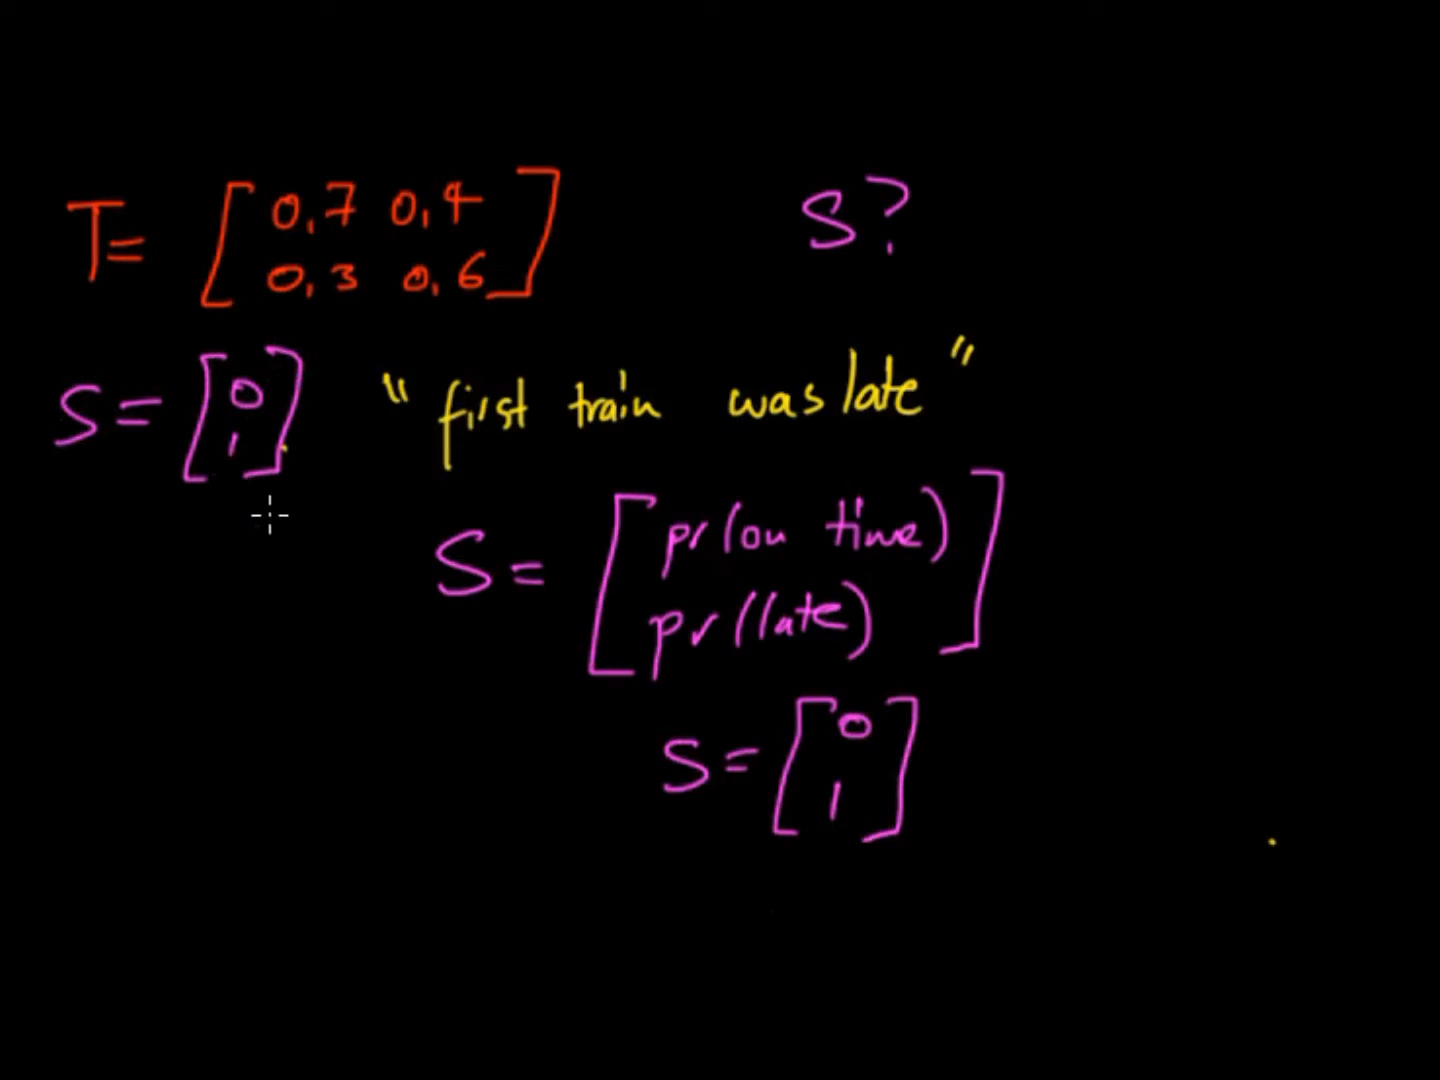 T= [ 0,7 0,4
0,3 0,6 ]
S?
S= [ 0
1 ]
"first train was late"
S= [ pr(on time)
pr(late) ]
S= [ 0
1 ]